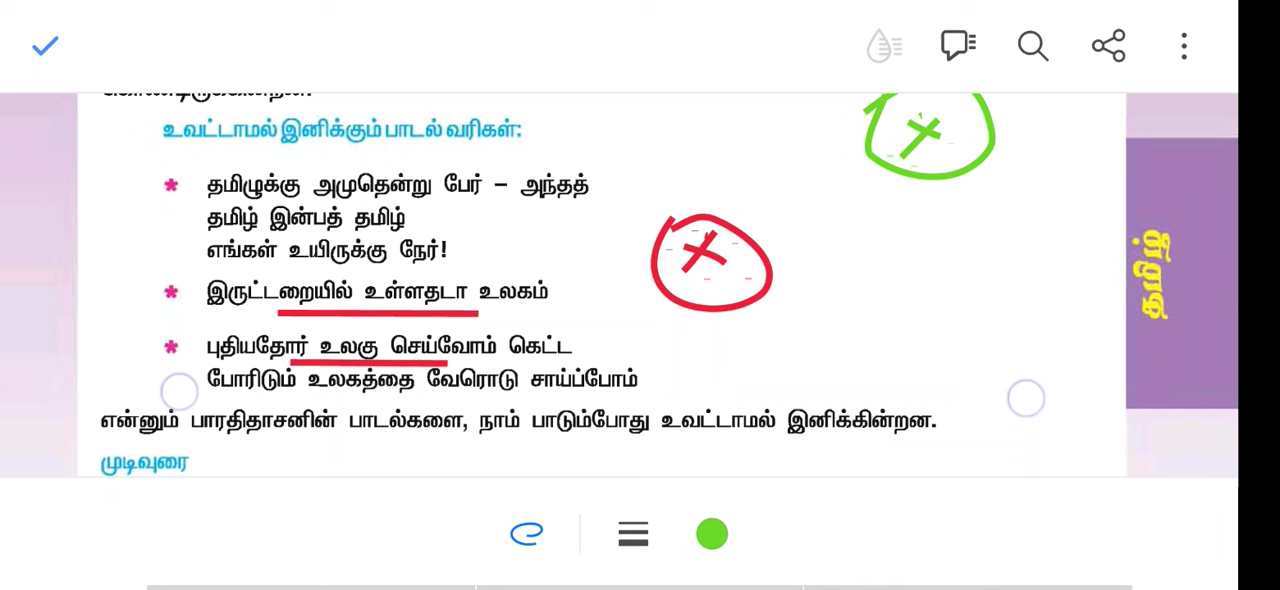 உவட்டாமல் இனிக்கும் பாடல் வரிகள்:
* தமிழுக்கு அமுதென்று பேர் – அந்தத்
தமிழ் இன்பத் தமிழ்
எங்கள் உயிருக்கு நேர்!
* இருட்டறையில் உள்ளதடா உலகம்
* புதியதோர் உலகு செய்வோம் கெட்ட
போரிடும் உலகத்தை வேரொடு சாய்ப்போம்
என்னும் பாரதிதாசனின் பாடல்களை, நாம் பாடும்போது உவட்டாமல் இனிக்கின்றன.
முடிவுரை
தமிழ்